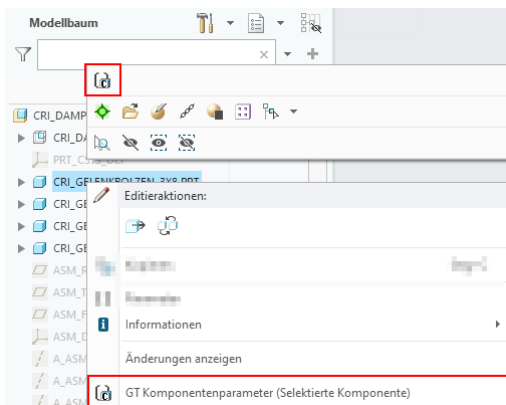 Modellbaum
CRI_DAMP
CRI_DA
PRT_CSYS_DEF
CRI_GELENKBOLZEN_3X8.PRT
Editieraktionen:
CRI_GE
CRI_GE
CRI_GE
ASM_R
ASM_T
ASM_F
Informationen
ASM_D
A_ASM
Änderungen anzeigen
A_ASM
GT Komponentenparameter (Selektierte Komponente)
A_ASM